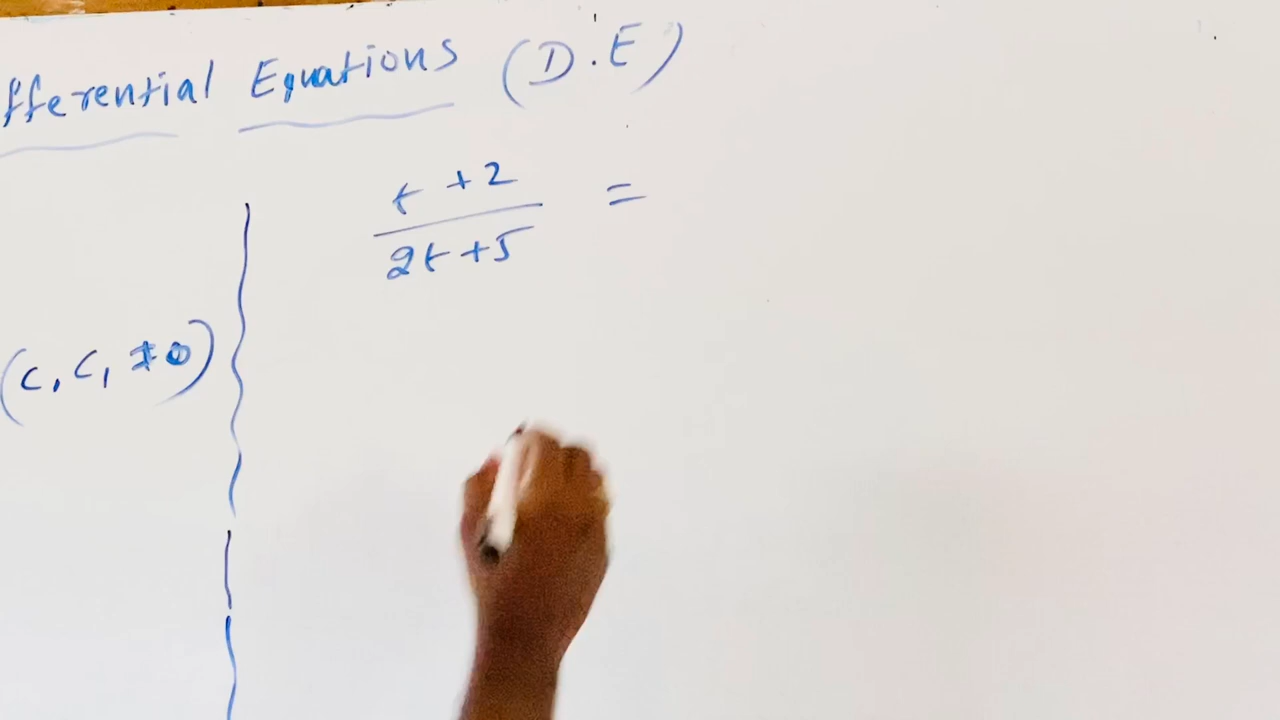 fferential Equations (D.E)
t + 2
2t + 5 =
(c, c₁ ≠ 0)